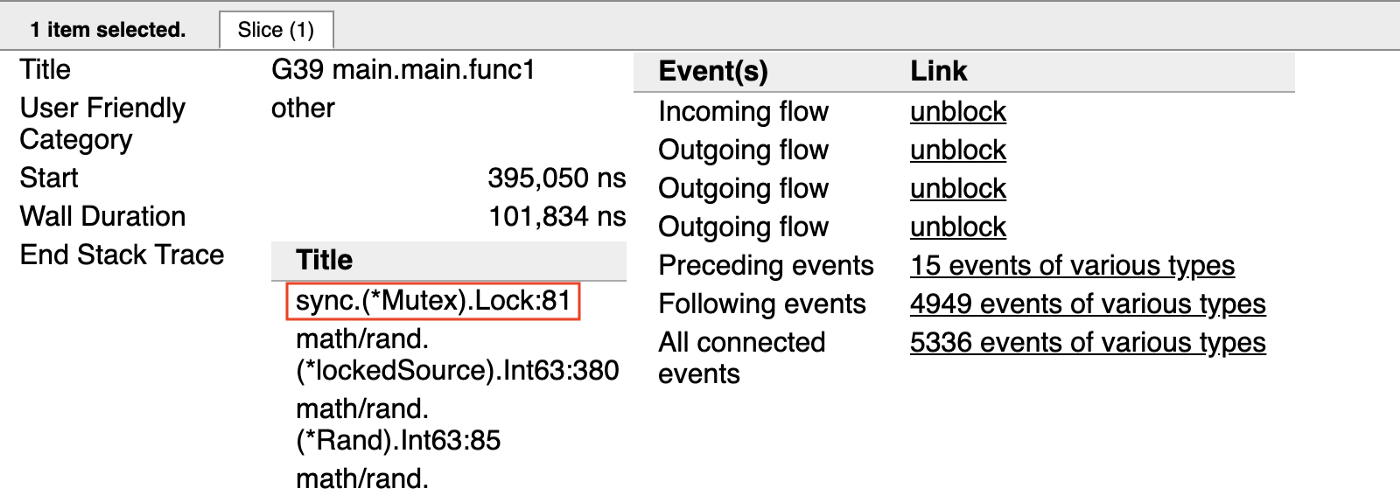 1 item selected.
Slice (1)
Title
G39 main.main.func1
User Friendly
Category
other
Start
395,050 ns
Wall Duration
101,834 ns
End Stack Trace
Title
sync.(*Mutex).Lock:81
math/rand.
(*lockedSource).Int63:380
math/rand.
(*Rand).Int63:85
math/rand.
Event(s) Link
Incoming flow unblock
Outgoing flow unblock
Outgoing flow unblock
Outgoing flow unblock
Preceding events 15 events of various types
Following events 4949 events of various types
All connected
events
5336 events of various types